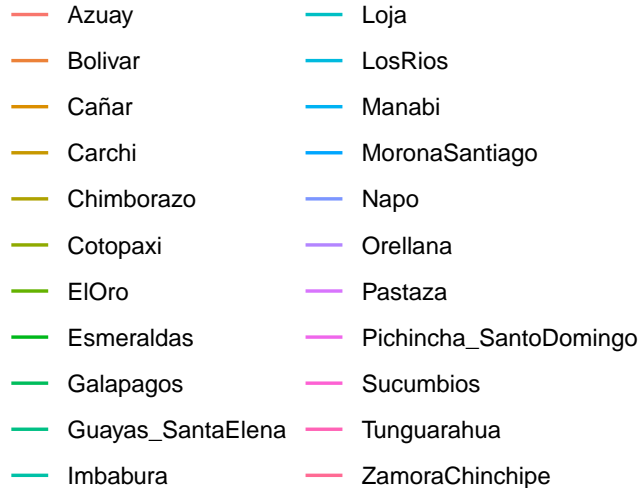 Azuay
Bolivar
Cañar
Carchi
Chimborazo
Cotopaxi
ElOro
Esmeraldas
Galapagos
Guayas_SantaElena
Imbabura
Loja
LosRios
Manabi
MoronaSantiago
Napo
Orellana
Pastaza
Pichincha_SantoDomingo
Sucumbios
Tunguarahua
ZamoraChinchipe